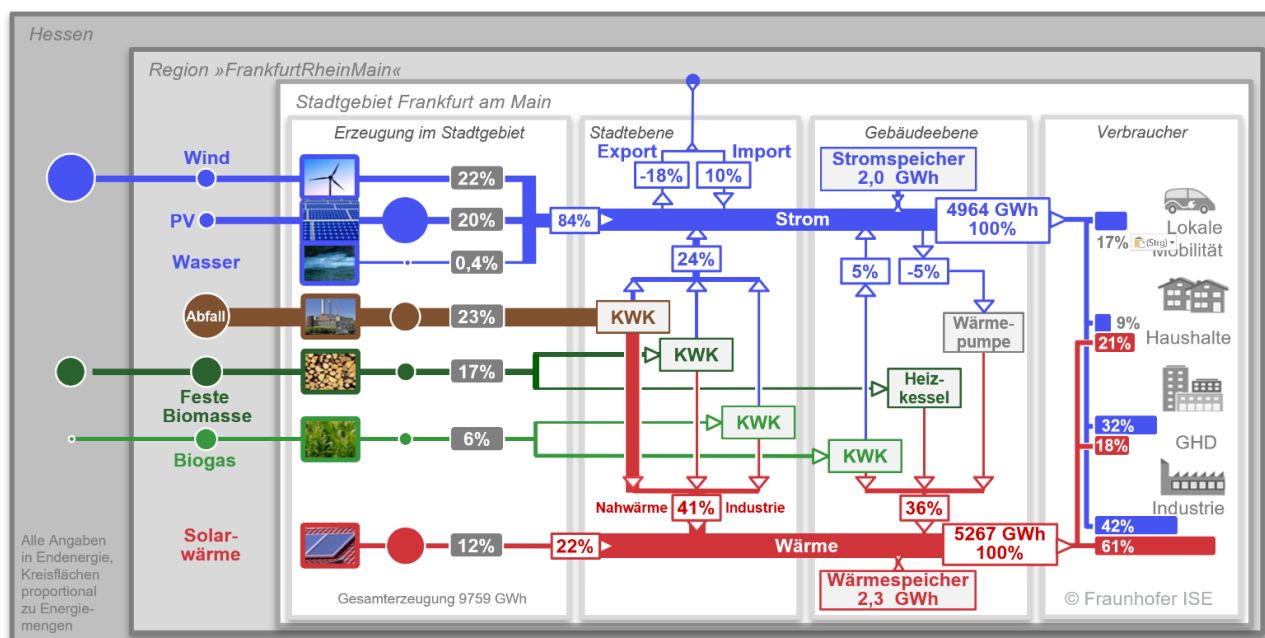 Hessen
Region »FrankfurtRheinMain«
Stadtgebiet Frankfurt am Main
Erzeugung im Stadtgebiet
Stadtebene
Gebäudeebene
Verbraucher
Export
Import
-18%
10%
Stromspeicher
2,0 GWh
Wind
22%
PV
20%
84%
Strom
4964 GWh
100%
17%
(Strg)
Lokale
Mobilität
Wasser
0,4%
24%
5%
-5%
Abfall
23%
KWK
Wärme-
pumpe
9%
21%
Haushalte
KWK
17%
Feste
Biomasse
Heiz-
kessel
6%
Biogas
KWK
KWK
32%
18%
GHD
Nahwärme
41%
Industrie
36%
Industrie
42%
61%
Solar-
wärme
12%
22%
Wärme
5267 GWh
100%
Wärmespeicher
2,3 GWh
Alle Angaben
in Endenergie,
Kreisflächen
proportional
zu Energie-
mengen
Gesamterzeugung 9759 GWh
© Fraunhofer ISE